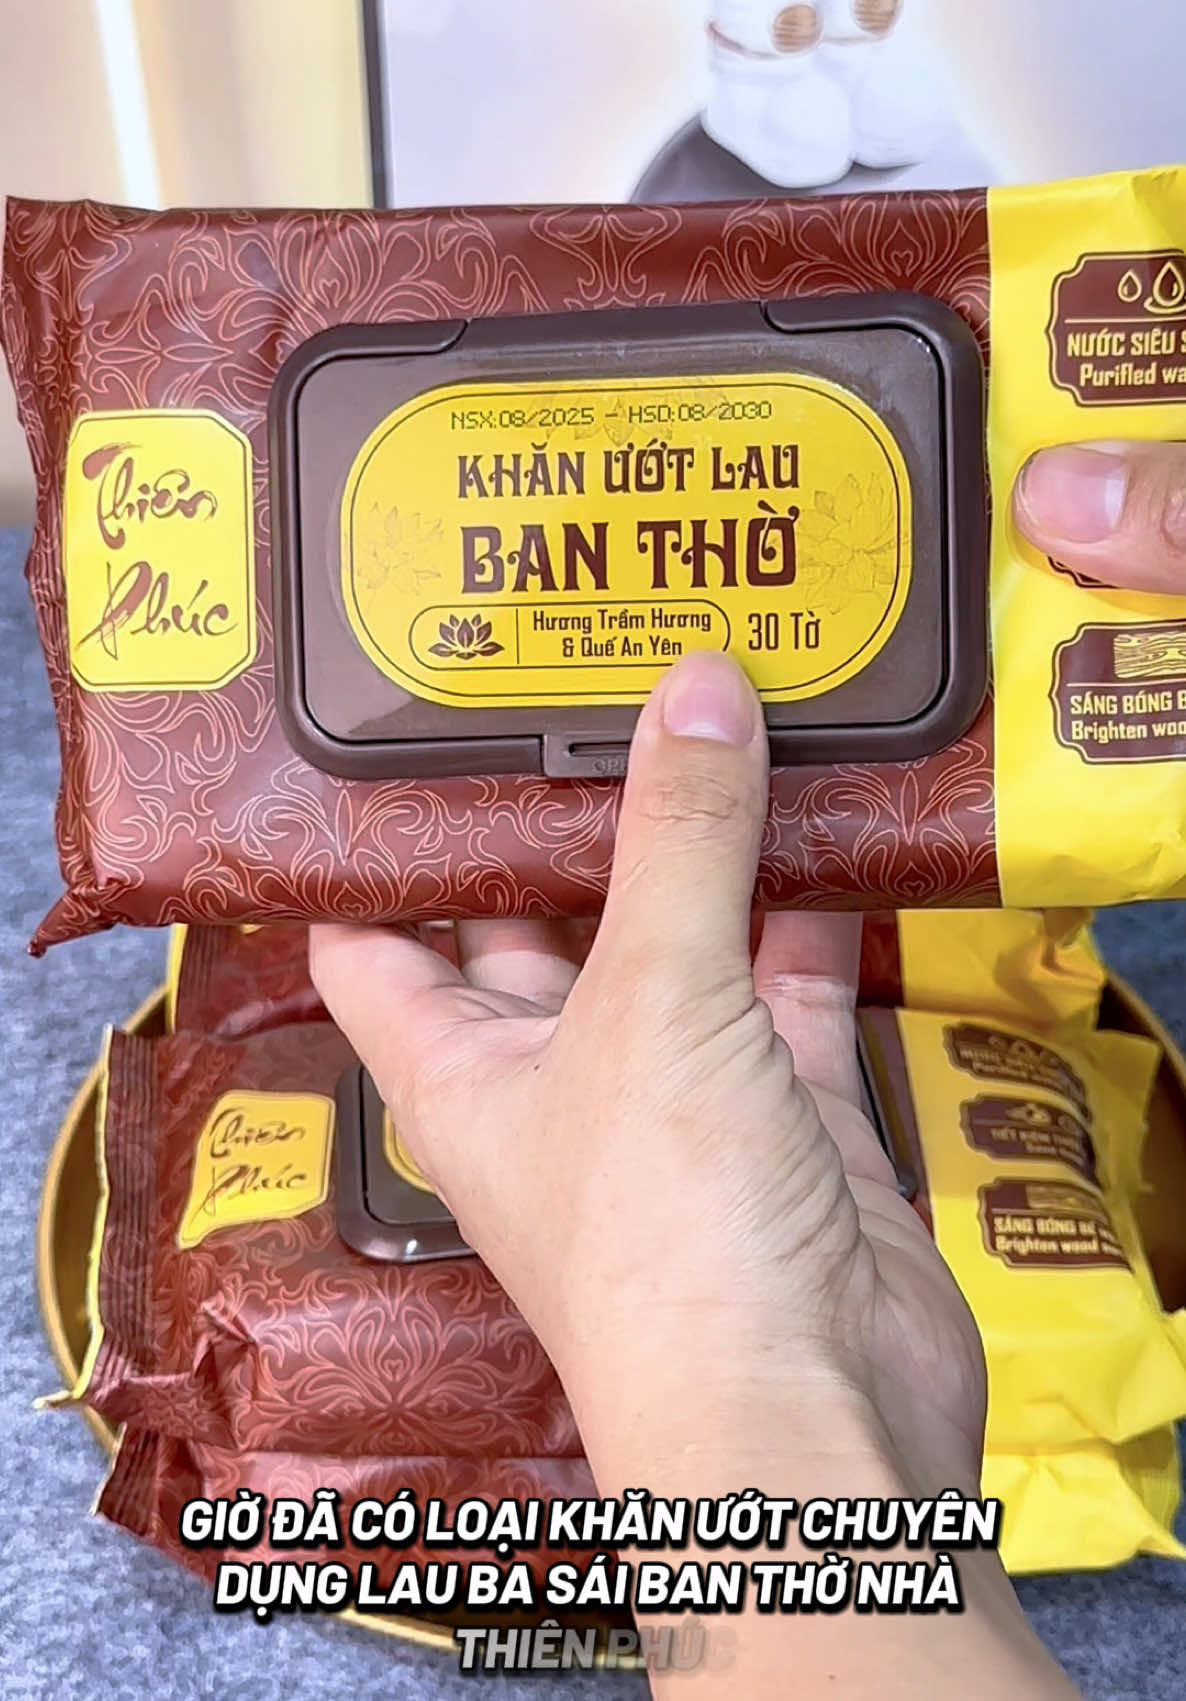 Thiên
Phúc
NSX:08/2025 - HSD:08/2030
KHĂN ƯỚT LAU
BAN THỜ
Hương Trầm Hương
& Quế An Yên
30 Tờ
NƯỚC SIÊU
Purified
SÁNG BÓNG
Brighten
Thiên
Phúc
Purified
TIẾT KIỆM
SÁNG BÓNG
Brighten wood
GIỜ ĐÃ CÓ LOẠI KHĂN ƯỚT CHUYÊN
DỤNG LAU BA SÁI BAN THỜ NHÀ
THIÊN PHÚC